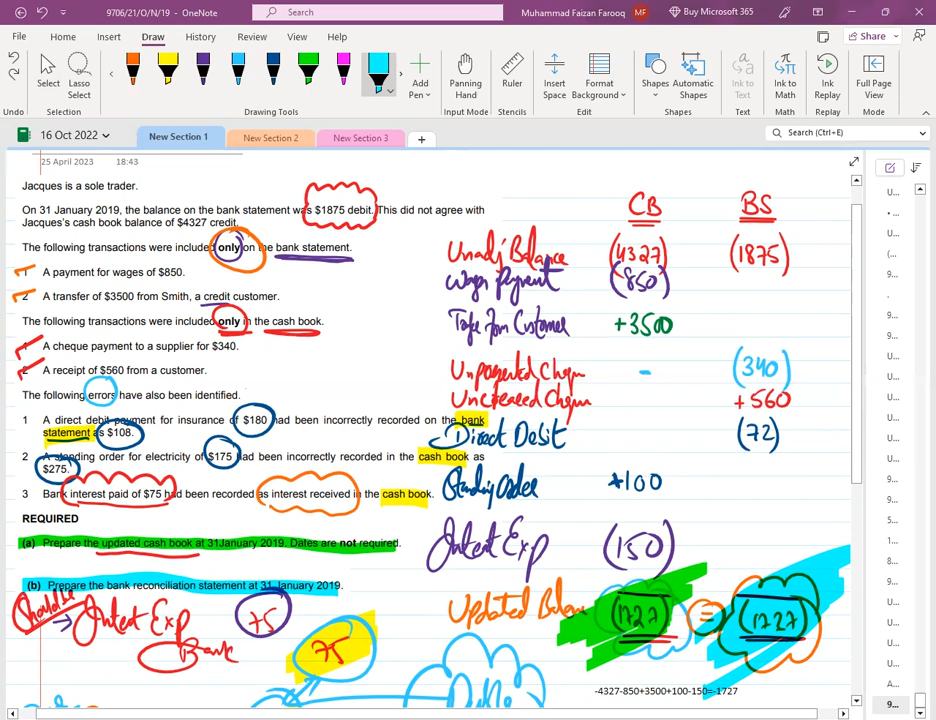 9706/21/O/N/19 - OneNote
Search
Muhammad Faizan Farooq MF Buy Microsoft 365
File Home Insert Draw History Review View Help Share
Undo Select Lasso Select Add Pen Panning Hand Ruler Insert Space Format Background Shapes Automatic Shapes Ink to Text Ink to Math Ink Replay Full Page View
Undo Selection Drawing Tools Input Mode Stencils Edit Convert Replay Mode
16 Oct 2022 New Section 1 New Section 2 New Section 3 + Search (Ctrl+E)
25 April 2023 18:43
Jacques is a sole trader.
On 31 January 2019, the balance on the bank statement was $1875 debit. This did not agree with
Jacques's cash book balance of $4327 credit.
The following transactions were included only on the bank statement.
1 A payment for wages of $850.
2 A transfer of $3500 from Smith, a credit customer.
The following transactions were included only in the cash book.
1 A cheque payment to a supplier for $340.
2 A receipt of $560 from a customer.
The following errors have also been identified.
1 A direct debit payment for insurance of $180 had been incorrectly recorded on the bank
statement as $108.
2 A standing order for electricity of $175 had been incorrectly recorded in the cash book as
$275.
3 Bank interest paid of $75 had been recorded as interest received in the cash book.
REQUIRED
(a) Prepare the updated cash book at 31January 2019. Dates are not required.
(b) Prepare the bank reconciliation statement at 31 January 2019.
Should be
Intest Exp 75
Bank
75
CB BS
Unadj Balance (4327) (1875)
Wages Payment (850)
Tsfe from Customer +3500
Unpresented Chqm - (340)
Uncleared Chqm +560
Direct Debit (72)
Standing Order +100
Intest Exp (150)
Updated Balance (1727) = (1727)
-4327-850+3500+100-150=-1727